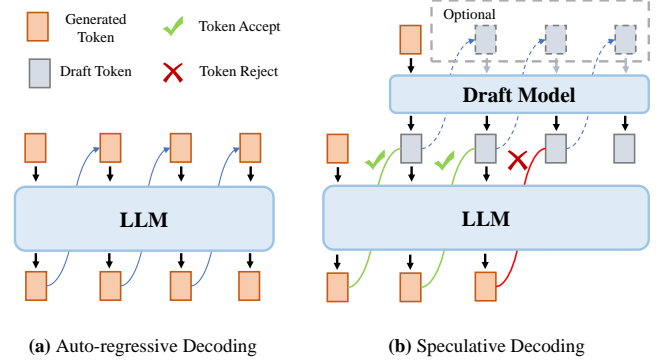 Generated
Token
Token Accept
Draft Token
Token Reject
Optional
Draft Model
LLM
LLM
(a) Auto-regressive Decoding
(b) Speculative Decoding